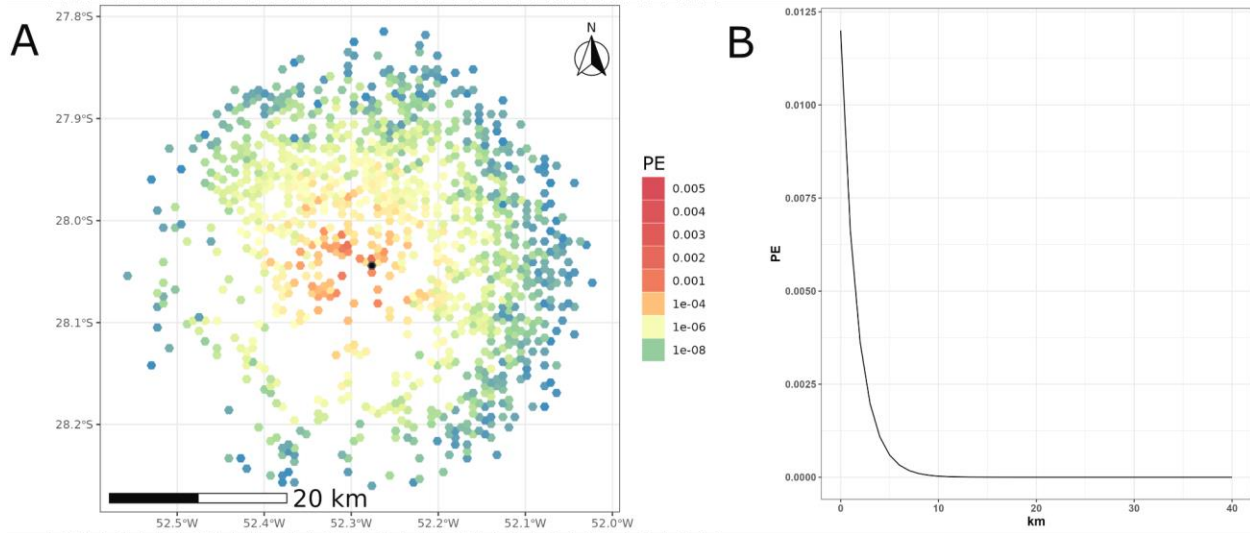 A
27.8°S
27.9°S
28.0°S
28.1°S
28.2°S
52.5°W
52.4°W
52.3°W
52.2°W
52.1°W
52.0°W
N
20 km
PE
0.005
0.004
0.003
0.002
0.001
1e-04
1e-06
1e-08
B
PE
0.0125
0.0100
0.0075
0.0050
0.0025
0.0000
0
10
20
30
40
km